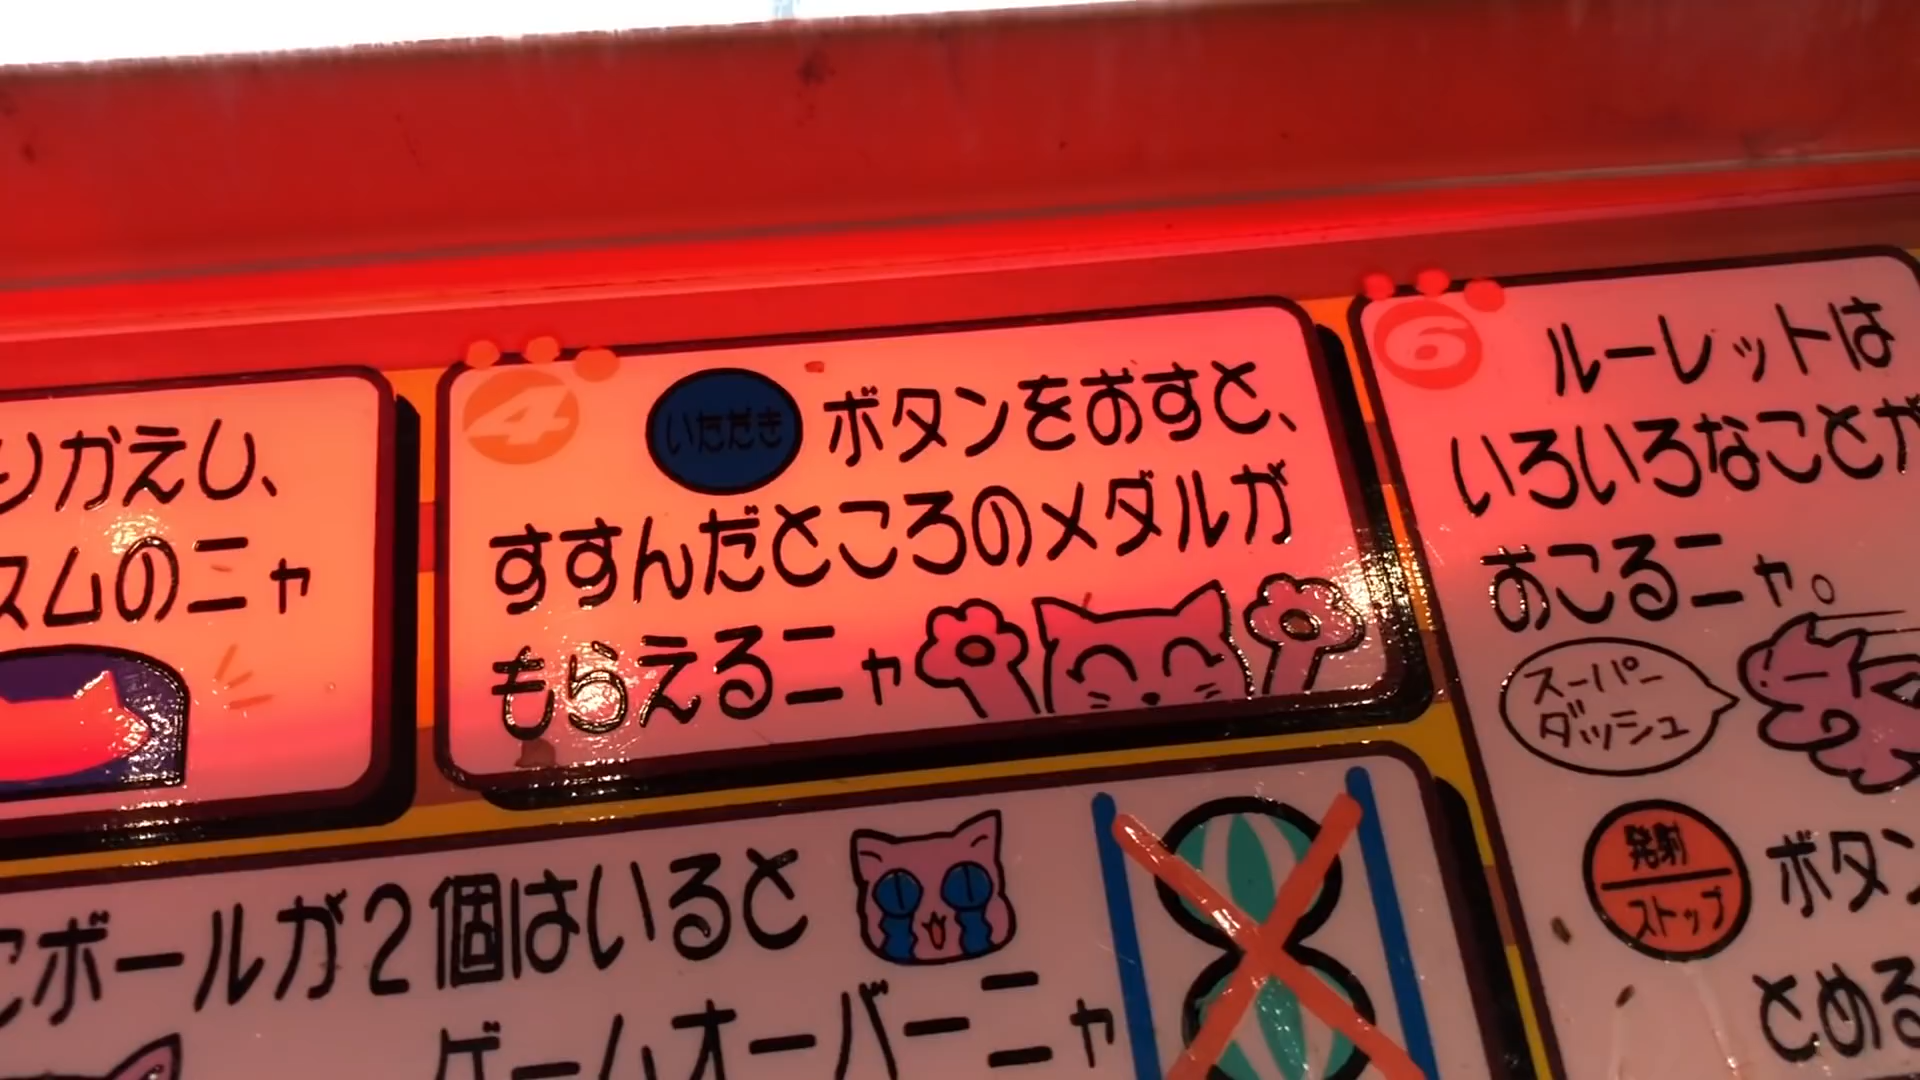 りかえし、
スムのニャ
4
いただき ボタンをおすと、
すすんだところのメダルが
もらえるニャ
ボールが2個はいると
ゲームオーバーニャ
6
ルーレットは
いろいろなことが
おこるニャ。
スーパー
ダッシュ
発射
ストップ
ボタン
とめる